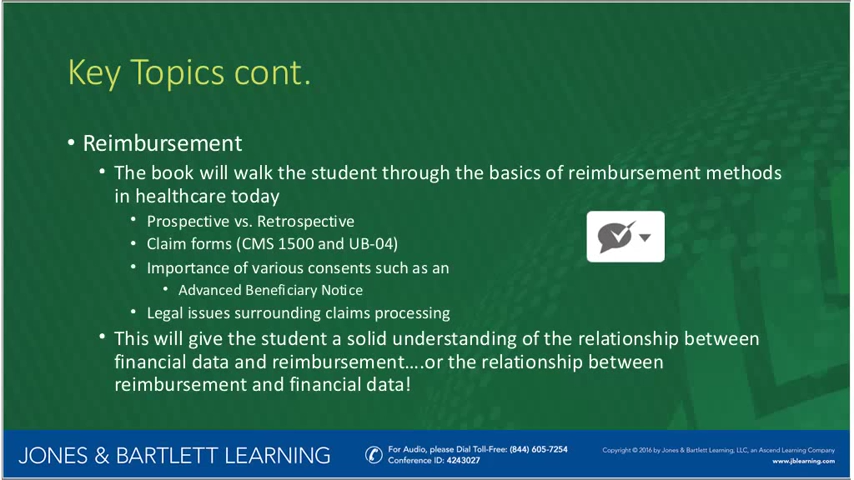 Key Topics cont.
• Reimbursement
• The book will walk the student through the basics of reimbursement methods
in healthcare today
• Prospective vs. Retrospective
• Claim forms (CMS 1500 and UB-04)
• Importance of various consents such as an
• Advanced Beneficiary Notice
• Legal issues surrounding claims processing
• This will give the student a solid understanding of the relationship between
financial data and reimbursement….or the relationship between
reimbursement and financial data!
JONES & BARTLETT LEARNING
For Audio, please Dial Toll-Free: (844) 605-7254
Conference ID: 4243027
Copyright © 2016 by Jones & Bartlett Learning, LLC, an Ascend Learning Company
www.jblearning.com